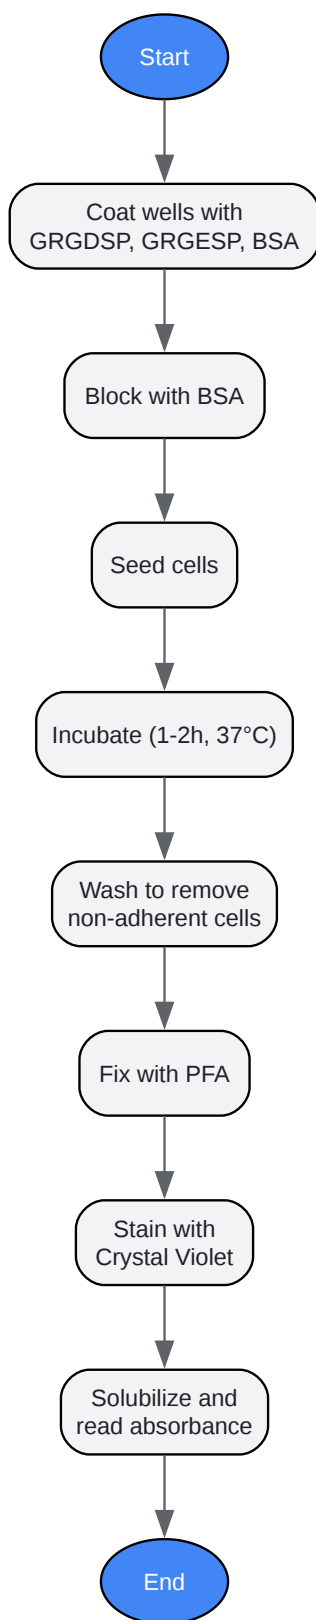 Start
Coat wells with
GRGDSP, GRGESP, BSA
Block with BSA
Seed cells
Incubate (1-2h, 37°C)
Wash to remove
non-adherent cells
Fix with PFA
Stain with
Crystal Violet
Solubilize and
read absorbance
End